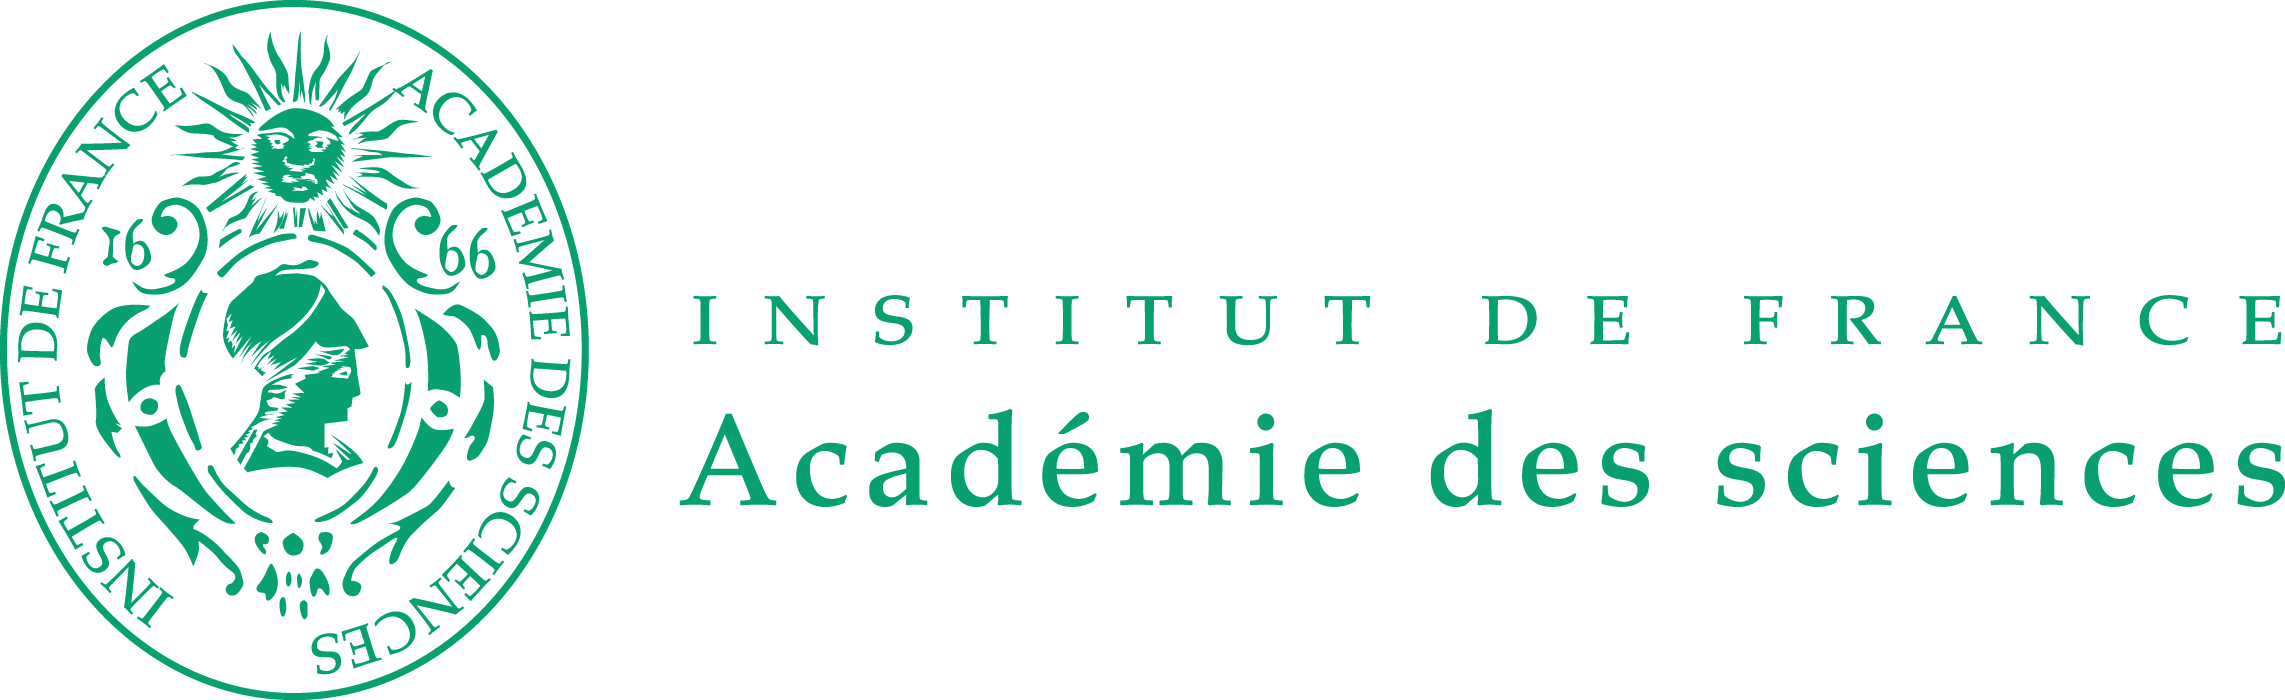 INSTITUT DE FRANCE
ACADEMIE DES SCIENCES
16 66
INSTITUT DE FRANCE
Académie des sciences